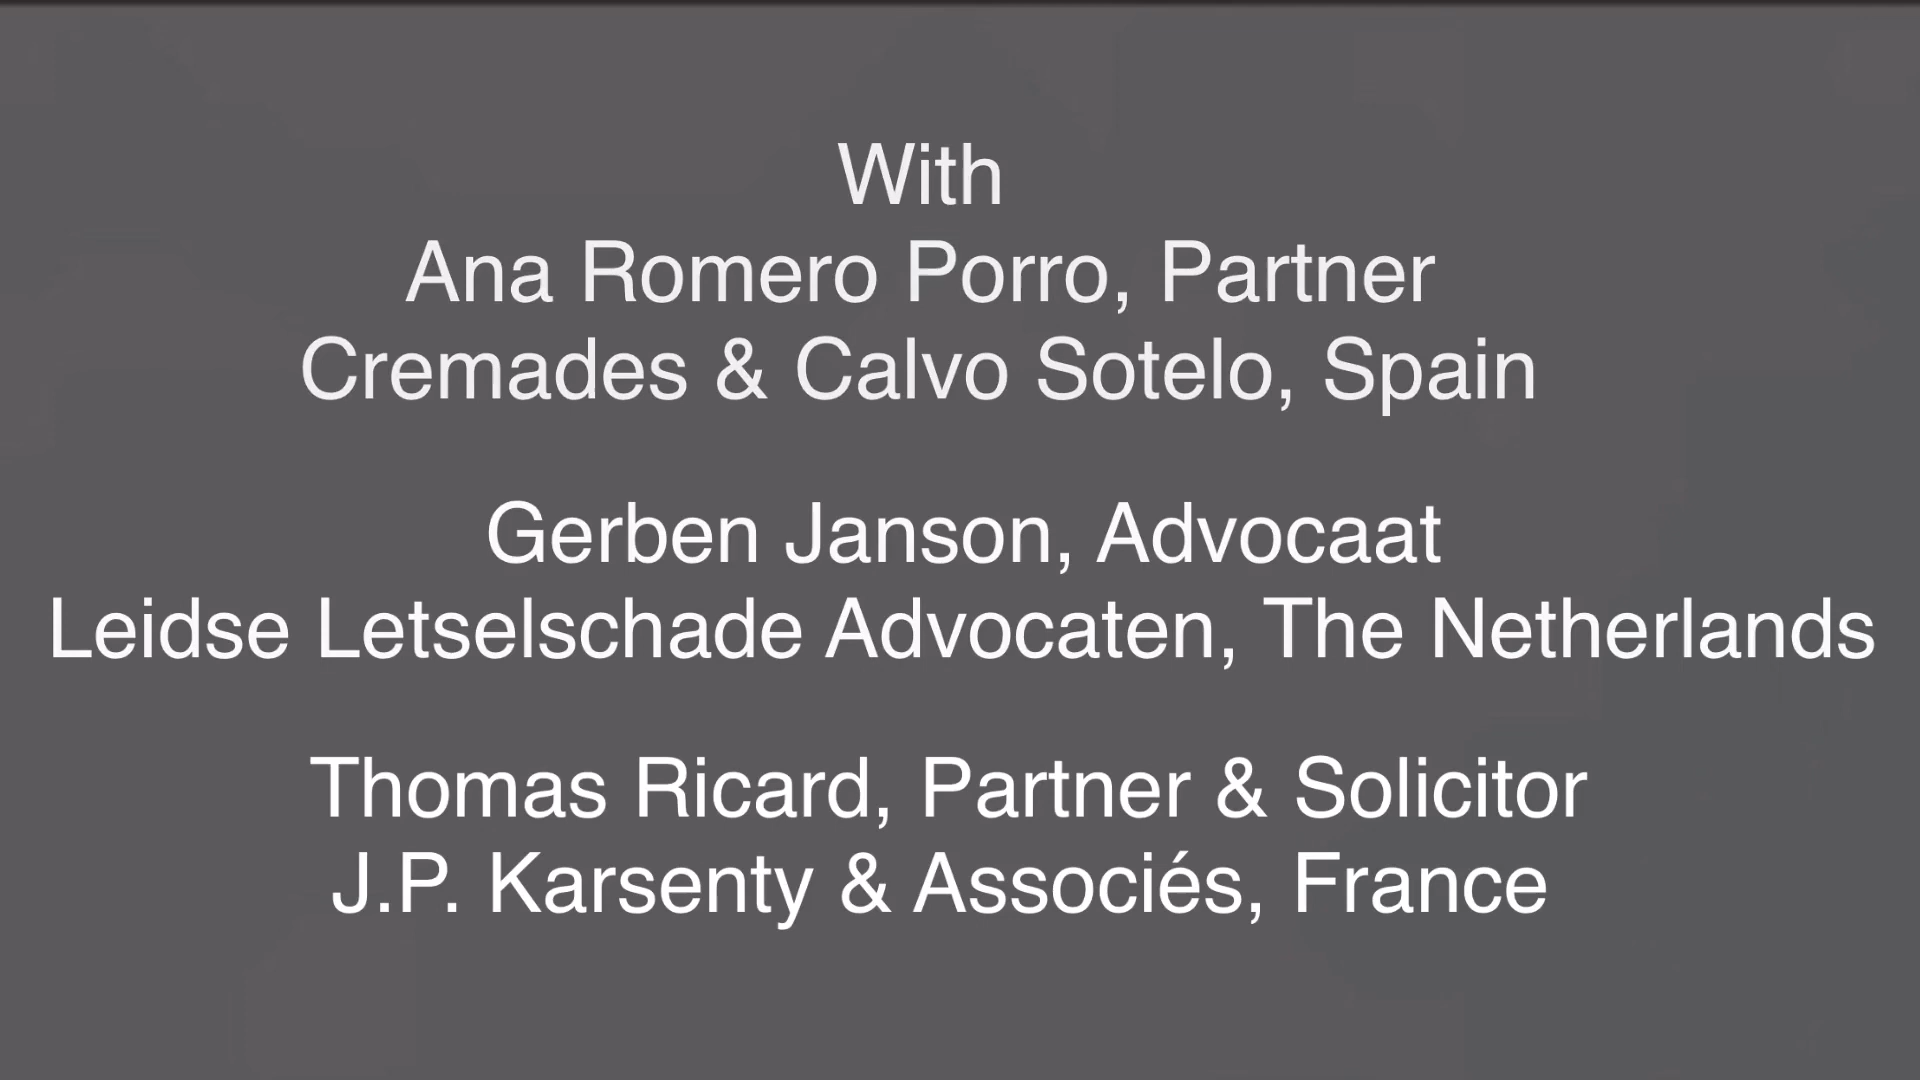 With
Ana Romero Porro, Partner
Cremades & Calvo Sotelo, Spain
Gerben Janson, Advocaat
Leidse Letselschade Advocaten, The Netherlands
Thomas Ricard, Partner & Solicitor
J.P. Karsenty & Associés, France